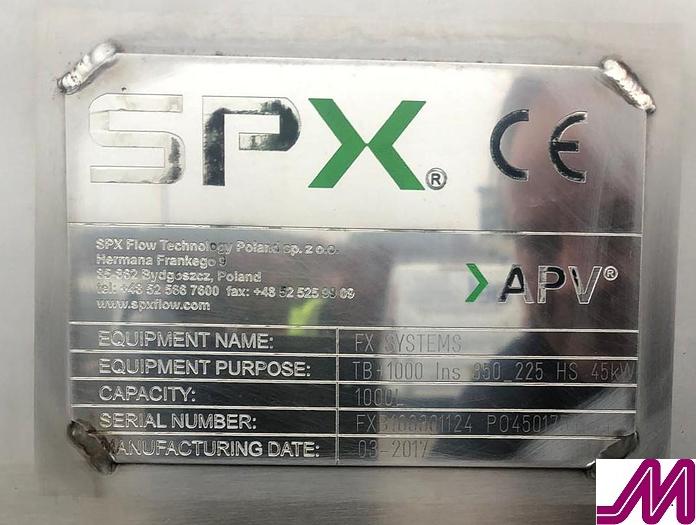 SPX® CE
SPX Flow Technology Poland sp. z o.o.
Hermana Frankego 9
85-862 Bydgoszcz, Poland
tel: +48 52 566 7600 fax: +48 52 525 99 09
www.spxflow.com
APV®
EQUIPMENT NAME: FX SYSTEMS
EQUIPMENT PURPOSE: TB+1000 Ins 950_225 HS 45kW
CAPACITY: 1000L
SERIAL NUMBER:
MANUFACTURING DATE: 03-2017
M